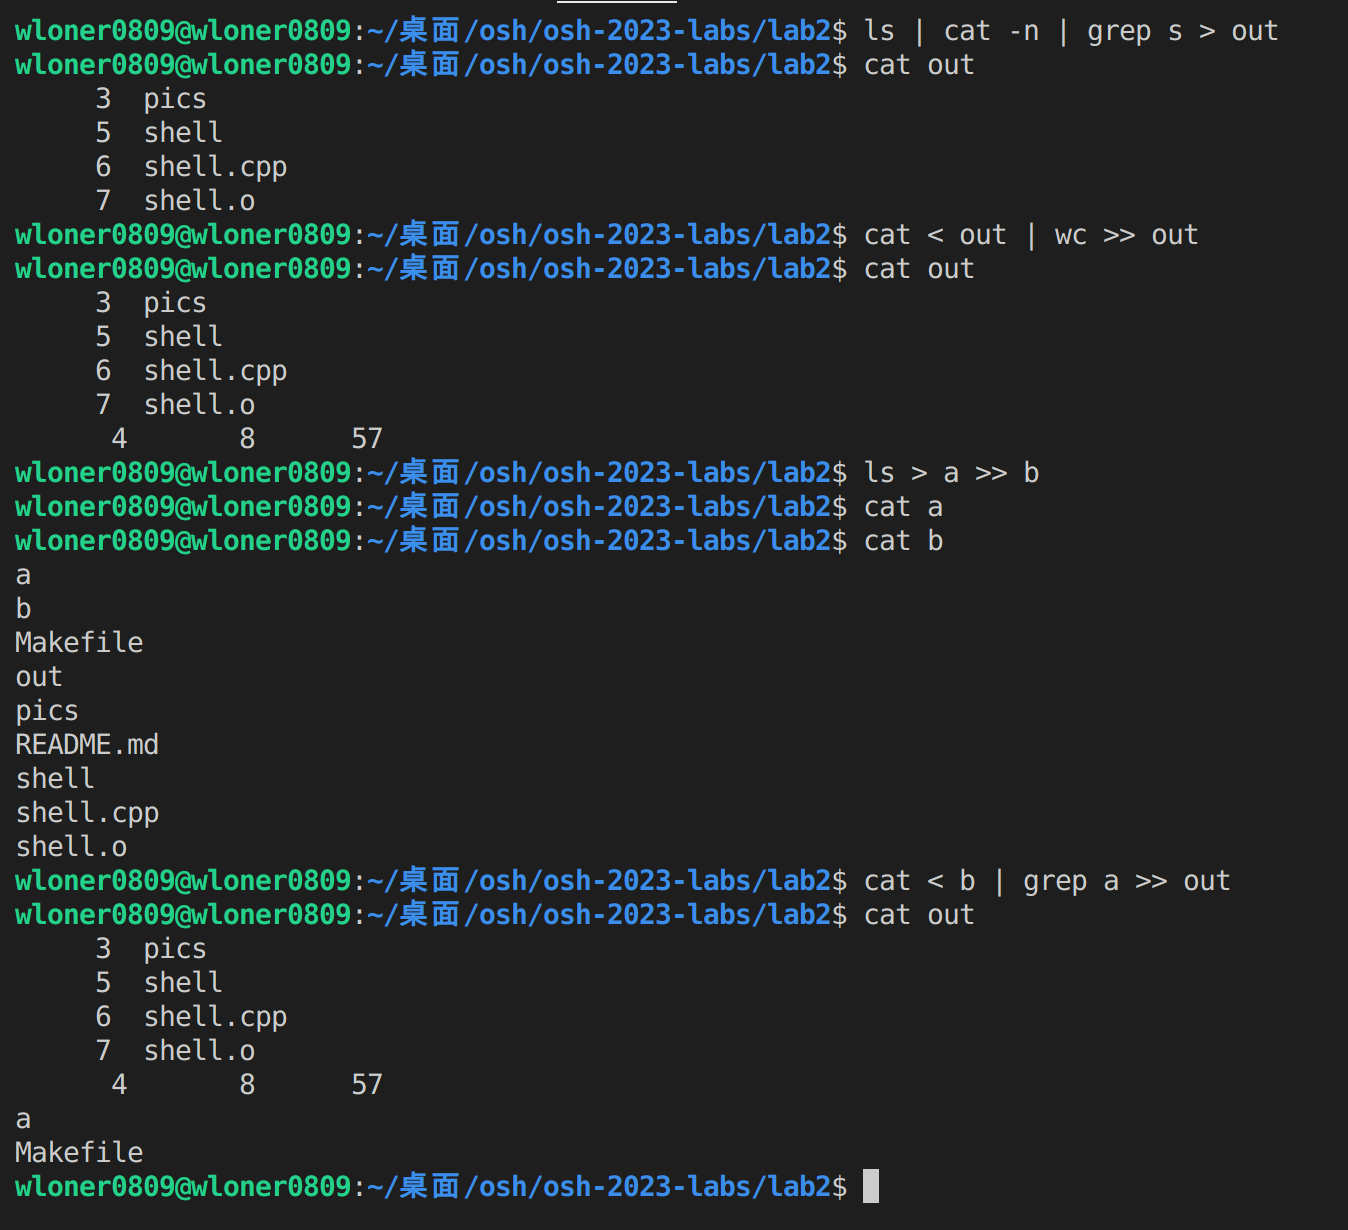 wloner0809@wloner0809:~/桌面/osh/osh-2023-labs/lab2$ ls | cat -n | grep s > out
wloner0809@wloner0809:~/桌面/osh/osh-2023-labs/lab2$ cat out
     3  pics
     5  shell
     6  shell.cpp
     7  shell.o
wloner0809@wloner0809:~/桌面/osh/osh-2023-labs/lab2$ cat < out | wc >> out
wloner0809@wloner0809:~/桌面/osh/osh-2023-labs/lab2$ cat out
     3  pics
     5  shell
     6  shell.cpp
     7  shell.o
      4       8      57
wloner0809@wloner0809:~/桌面/osh/osh-2023-labs/lab2$ ls > a >> b
wloner0809@wloner0809:~/桌面/osh/osh-2023-labs/lab2$ cat a
wloner0809@wloner0809:~/桌面/osh/osh-2023-labs/lab2$ cat b
a
b
Makefile
out
pics
README.md
shell
shell.cpp
shell.o
wloner0809@wloner0809:~/桌面/osh/osh-2023-labs/lab2$ cat < b | grep a >> out
wloner0809@wloner0809:~/桌面/osh/osh-2023-labs/lab2$ cat out
     3  pics
     5  shell
     6  shell.cpp
     7  shell.o
      4       8      57
a
Makefile
wloner0809@wloner0809:~/桌面/osh/osh-2023-labs/lab2$